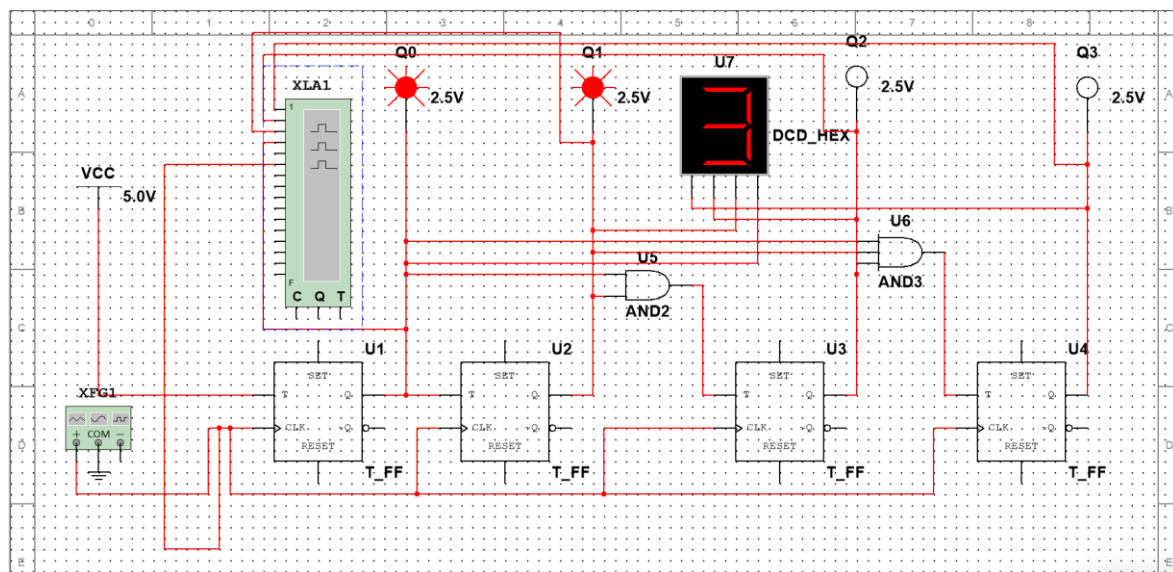 0 1 2 3 4 5 6 7 8
A
B
C
D
E
A
B
C
D
E
XLA1
1
F
C Q T
Q0
2.5V
Q1
2.5V
U7
DCD_HEX
Q2
2.5V
Q3
2.5V
VCC
5.0V
U6
AND3
U5
AND2
XFG1
+ COM −
U1
SET
T Q
CLK ~Q
RESET
T_FF
U2
SET
T Q
CLK ~Q
RESET
T_FF
U3
SET
T Q
CLK ~Q
RESET
T_FF
U4
SET
T Q
CLK ~Q
RESET
T_FF